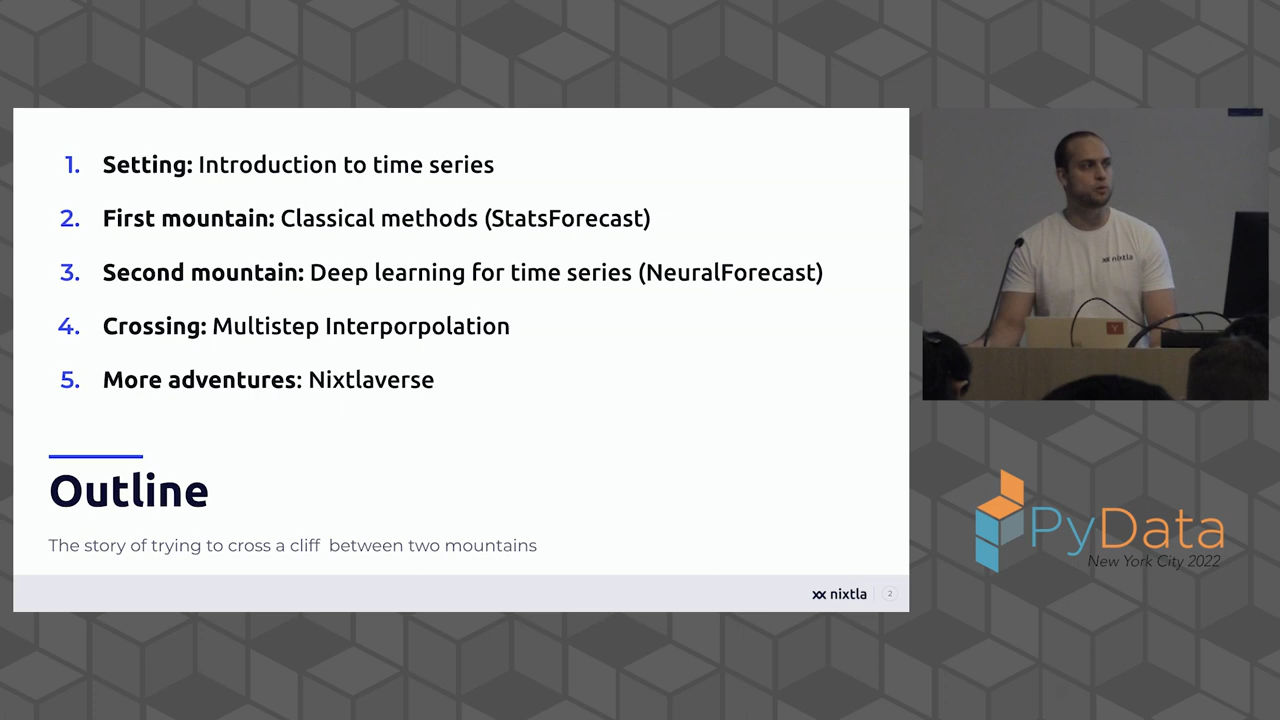 1. Setting: Introduction to time series
2. First mountain: Classical methods (StatsForecast)
3. Second mountain: Deep learning for time series (NeuralForecast)
4. Crossing: Multistep Interporpolation
5. More adventures: Nixtlaverse
Outline
The story of trying to cross a cliff between two mountains
nixtla 2
nixtla
Y
PyData
New York City 2022